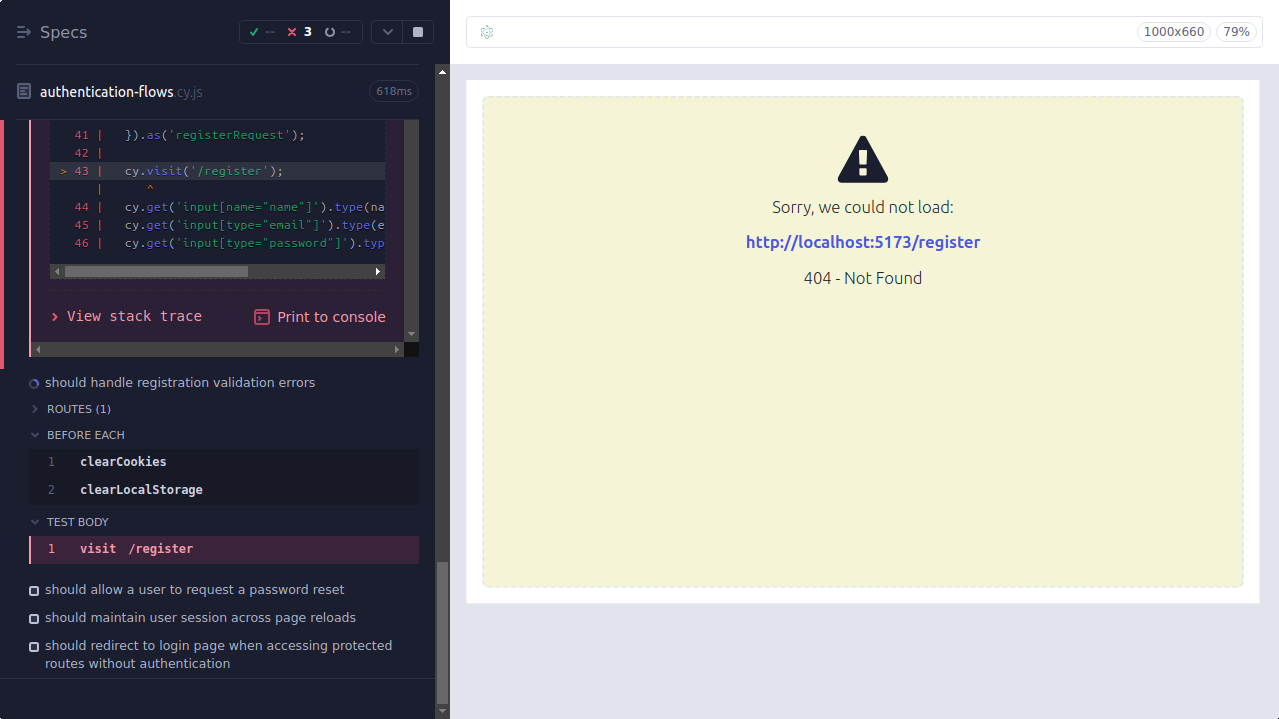 Specs
-- 3 --
authentication-flows.cy.js
618ms
41 | }).as('registerRequest');
42 |
> 43 | cy.visit('/register');
| ^
44 | cy.get('input[name="name"]').type(na
45 | cy.get('input[type="email"]').type(e
46 | cy.get('input[type="password"]').typ
View stack trace
Print to console
should handle registration validation errors
ROUTES (1)
BEFORE EACH
1 clearCookies
2 clearLocalStorage
TEST BODY
1 visit /register
should allow a user to request a password reset
should maintain user session across page reloads
should redirect to login page when accessing protected
routes without authentication
1000x660
79%
Sorry, we could not load:
http://localhost:5173/register
404 - Not Found